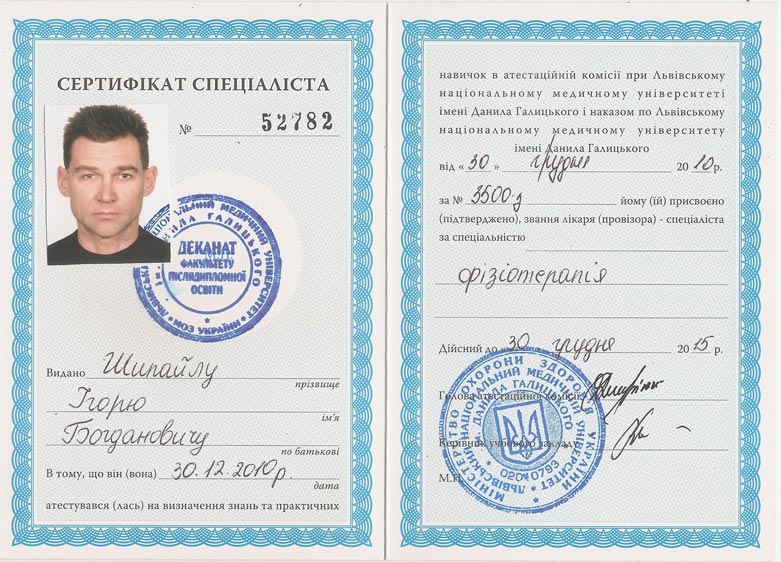 СЕРТИФІКАТ СПЕЦІАЛІСТА
№ 52782
ЛЬВІВСЬКИЙ НАЦІОНАЛЬНИЙ МЕДИЧНИЙ УНІВЕРСИТЕТ
ім. ДАНИЛА ГАЛИЦЬКОГО
ДЕКАНАТ
ФАКУЛЬТЕТУ
ПІСЛЯДИПЛОМНОЇ
ОСВІТИ
* МОЗ УКРАЇНИ *
Видано Шипайлу
прізвище
Ігорю
ім'я
Богдановичу
по батькові
В тому, що він (вона) 30.12.2010р.
дата
атестувався (лась) на визначення знань та практичних
навичок в атестаційній комісії при Львівському
національному медичному університеті
імені Данила Галицького і наказом по Львівському
національному медичному університету
імені Данила Галицького
від «30» грудня 2010р.
за № 3500-з йому (їй) присвоєно
(підтверджено), звання лікаря (провізора) - спеціаліста
за спеціальністю
фізіотерапія
Дійсний до «30» грудня 2015 р.
Голова атестаційної комісії
Керівник учбового закладу
М.П.
МІНІСТЕРСТВО ОХОРОНИ ЗДОРОВ'Я УКРАЇНИ
ЛЬВІВСЬКИЙ НАЦІОНАЛЬНИЙ МЕДИЧНИЙ УНІВЕРСИТЕТ
ім. ДАНИЛА ГАЛИЦЬКОГО
02010793